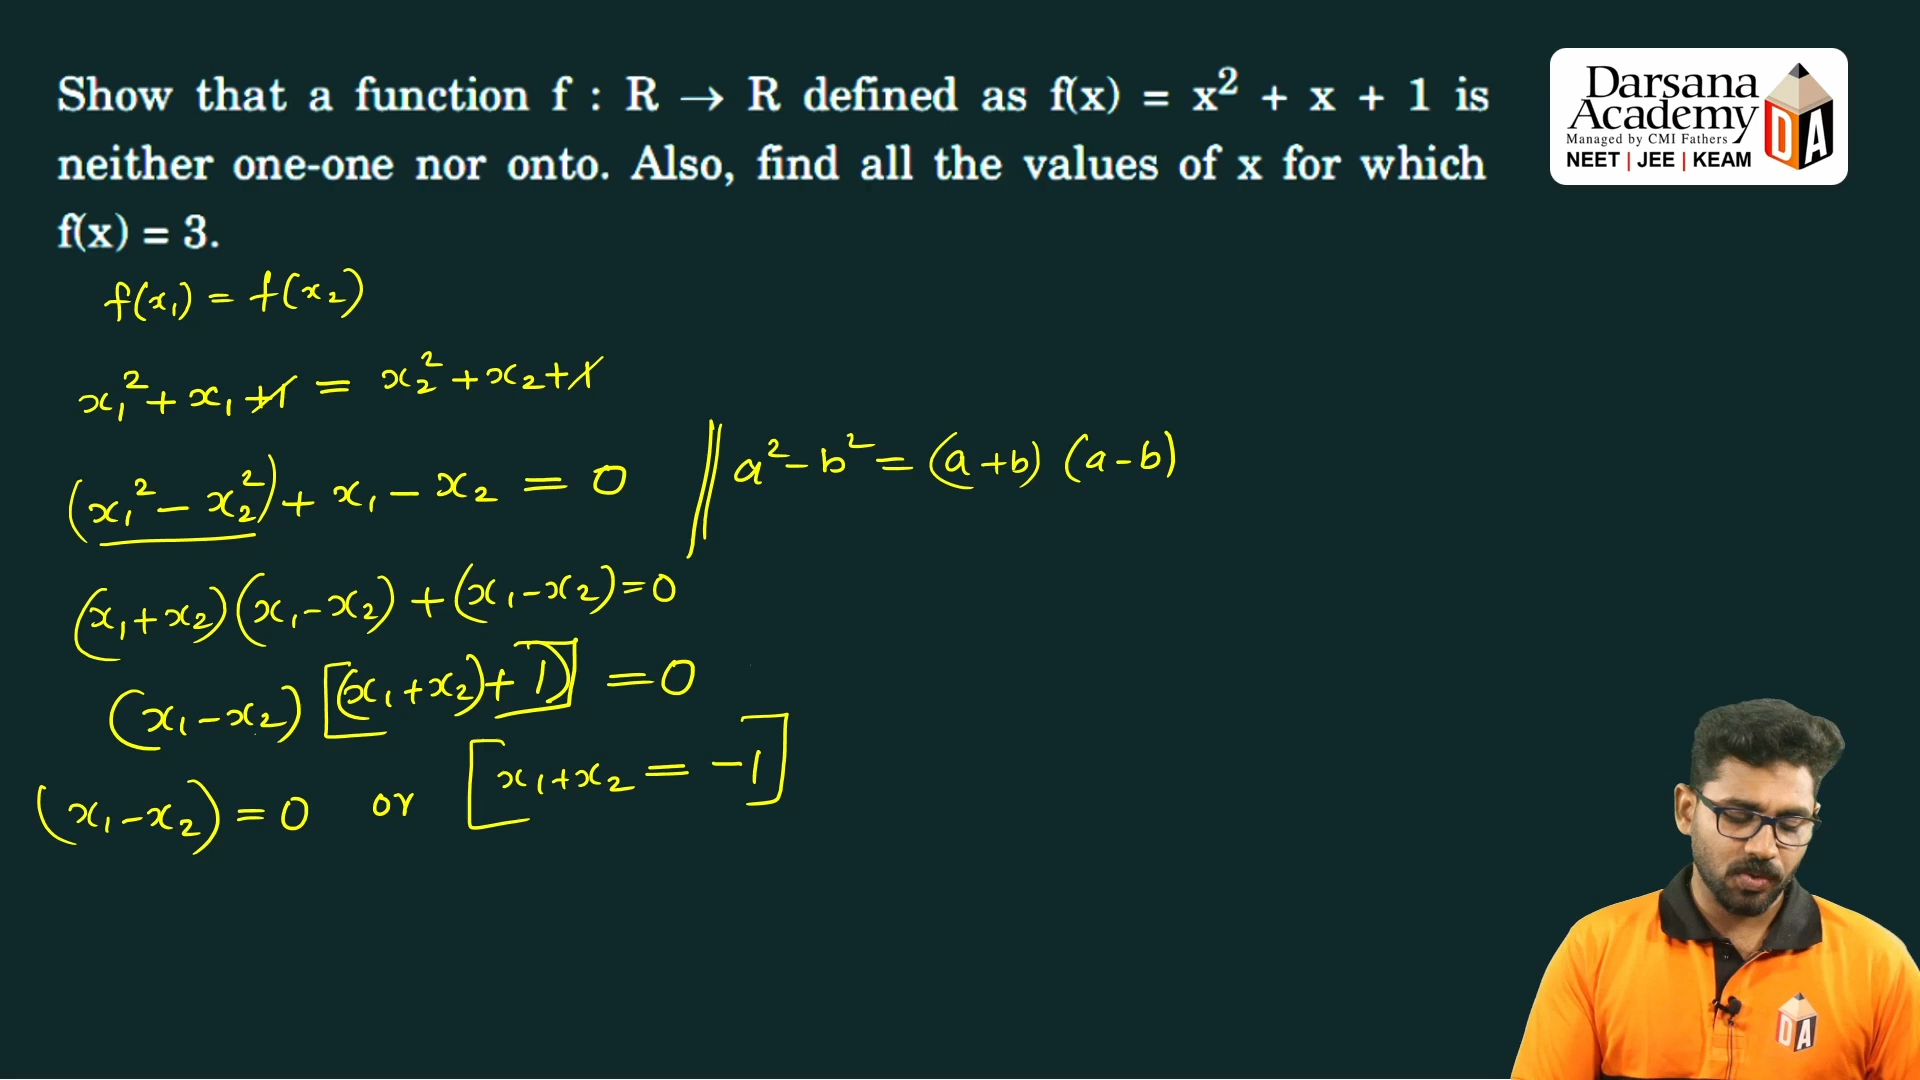 Show that a function f : R → R defined as f(x) = x² + x + 1 is
neither one-one nor onto. Also, find all the values of x for which
f(x) = 3.
Darsana
Academy
Managed by CMI Fathers
NEET | JEE | KEAM
DA
f(x₁) = f(x₂)
x₁² + x₁ + 1 = x₂² + x₂ + 1
(x₁² − x₂²) + x₁ − x₂ = 0
a² − b² = (a + b) (a − b)
(x₁ + x₂)(x₁ − x₂) + (x₁ − x₂) = 0
(x₁ − x₂) [(x₁ + x₂) + 1] = 0
(x₁ − x₂) = 0 or [x₁ + x₂ = −1]
DA